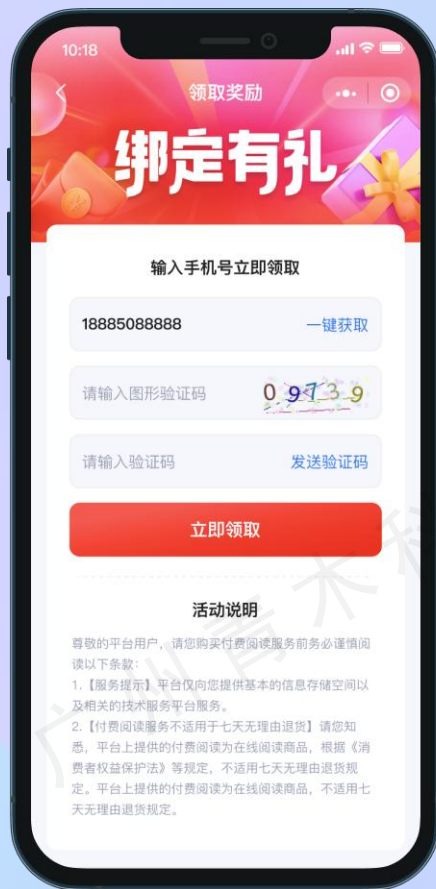 10:18
领取奖励
绑定有礼
输入手机号立即领取
18885088888 一键获取
请输入图形验证码 09739
请输入验证码 发送验证码
立即领取
活动说明
尊敬的平台用户，请您购买付费阅读服务前务必谨慎阅
读以下条款：
1.【服务提示】平台仅向您提供基本的信息存储空间以
及相关的技术服务平台服务。
2.【付费阅读服务不适用于七天无理由退货】请您知
悉，平台上提供的付费阅读为在线阅读商品，根据《消
费者权益保护法》等规定，不适用七天无理由退货规
定。平台上提供的付费阅读为在线阅读商品，不适用七
天无理由退货规定。
广州青木科